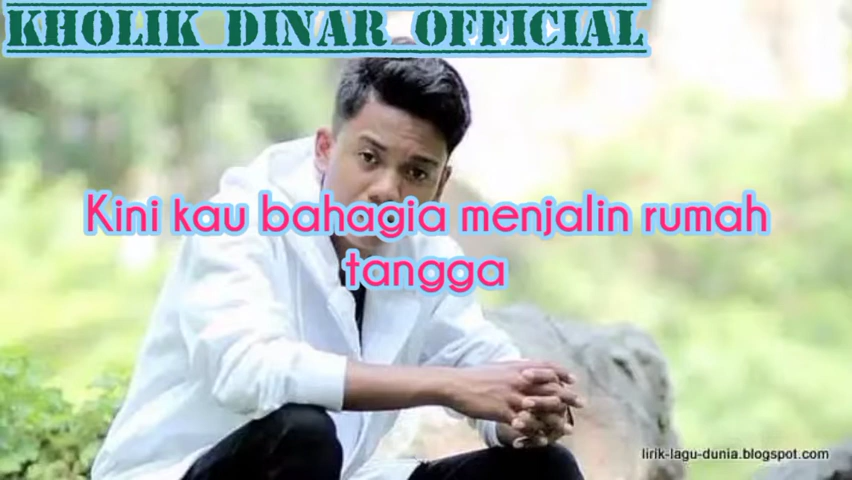 KHOLIK DINAR OFFICIAL
Kini kau bahagia menjalin rumah
tangga
lirik-lagu-dunia.blogspot.com